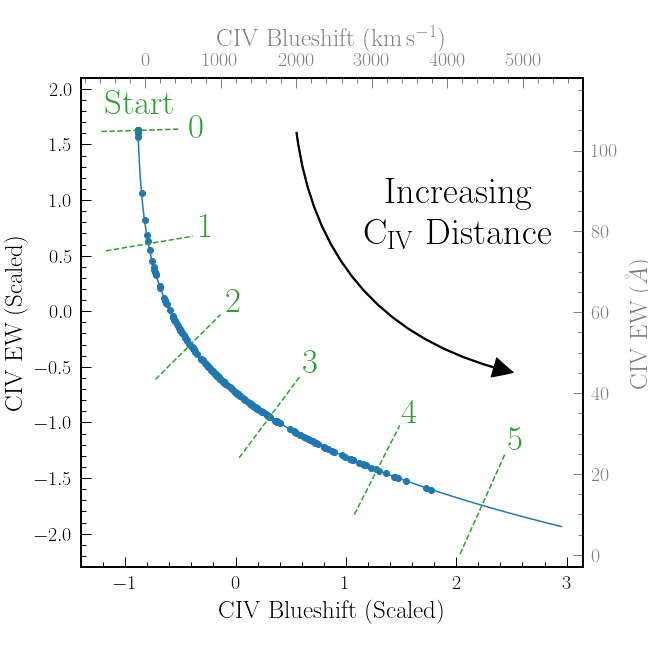 CIV Blueshift (km s⁻¹)
0 1000 2000 3000 4000 5000
2.0
1.5
1.0
0.5
0.0
−0.5
−1.0
−1.5
−2.0
CIV EW (Scaled)
Start
0
1
2
3
4
5
Increasing
CIV Distance
100
80
60
40
20
0
CIV EW (Å)
−1 0 1 2 3
CIV Blueshift (Scaled)